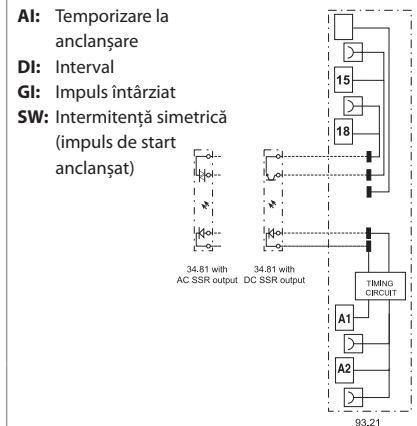 AI: Temporizare la
anclanșare
DI: Interval
GI: Impuls întârziat
SW: Intermitență simetrică
(impuls de start
anclanșat)
15
18
34.81 with
AC SSR output
34.81 with
DC SSR output
TIMING
CIRCUIT
A1
A2
93.21